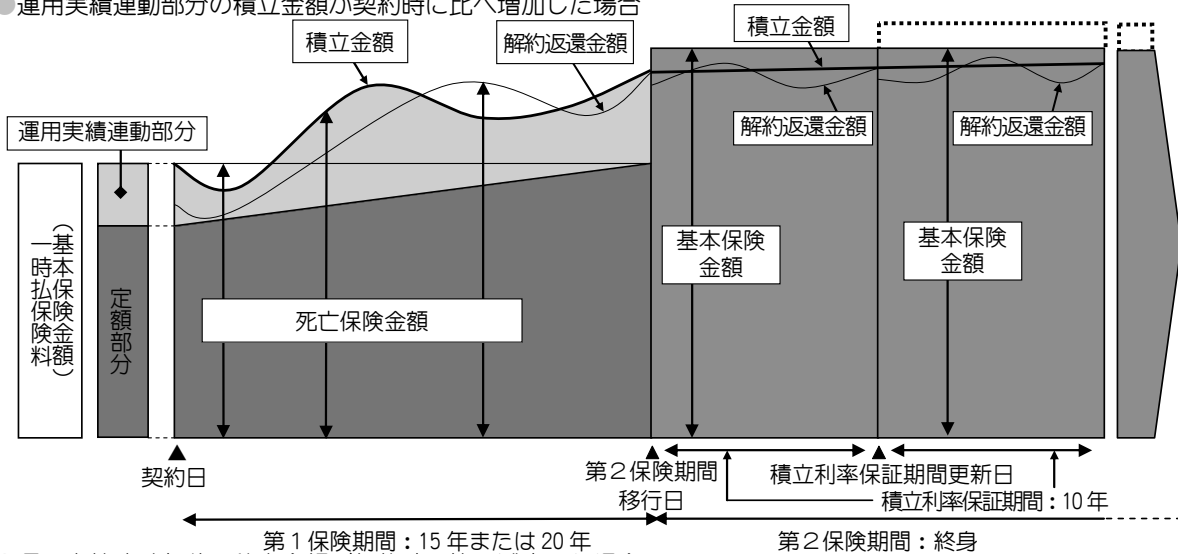 ●運用実績連動部分の積立金額が契約時に比べ増加した場合
積立金額
解約返還金額
積立金額
運用実績連動部分
解約返還金額
解約返還金額
一時払保険料
(基本保険金額)
定額部分
死亡保険金額
基本保険
金額
基本保険
金額
契約日
第2保険期間
移行日
積立利率保証期間更新日
積立利率保証期間:10年
第1保険期間:15年または20年
第2保険期間:終身